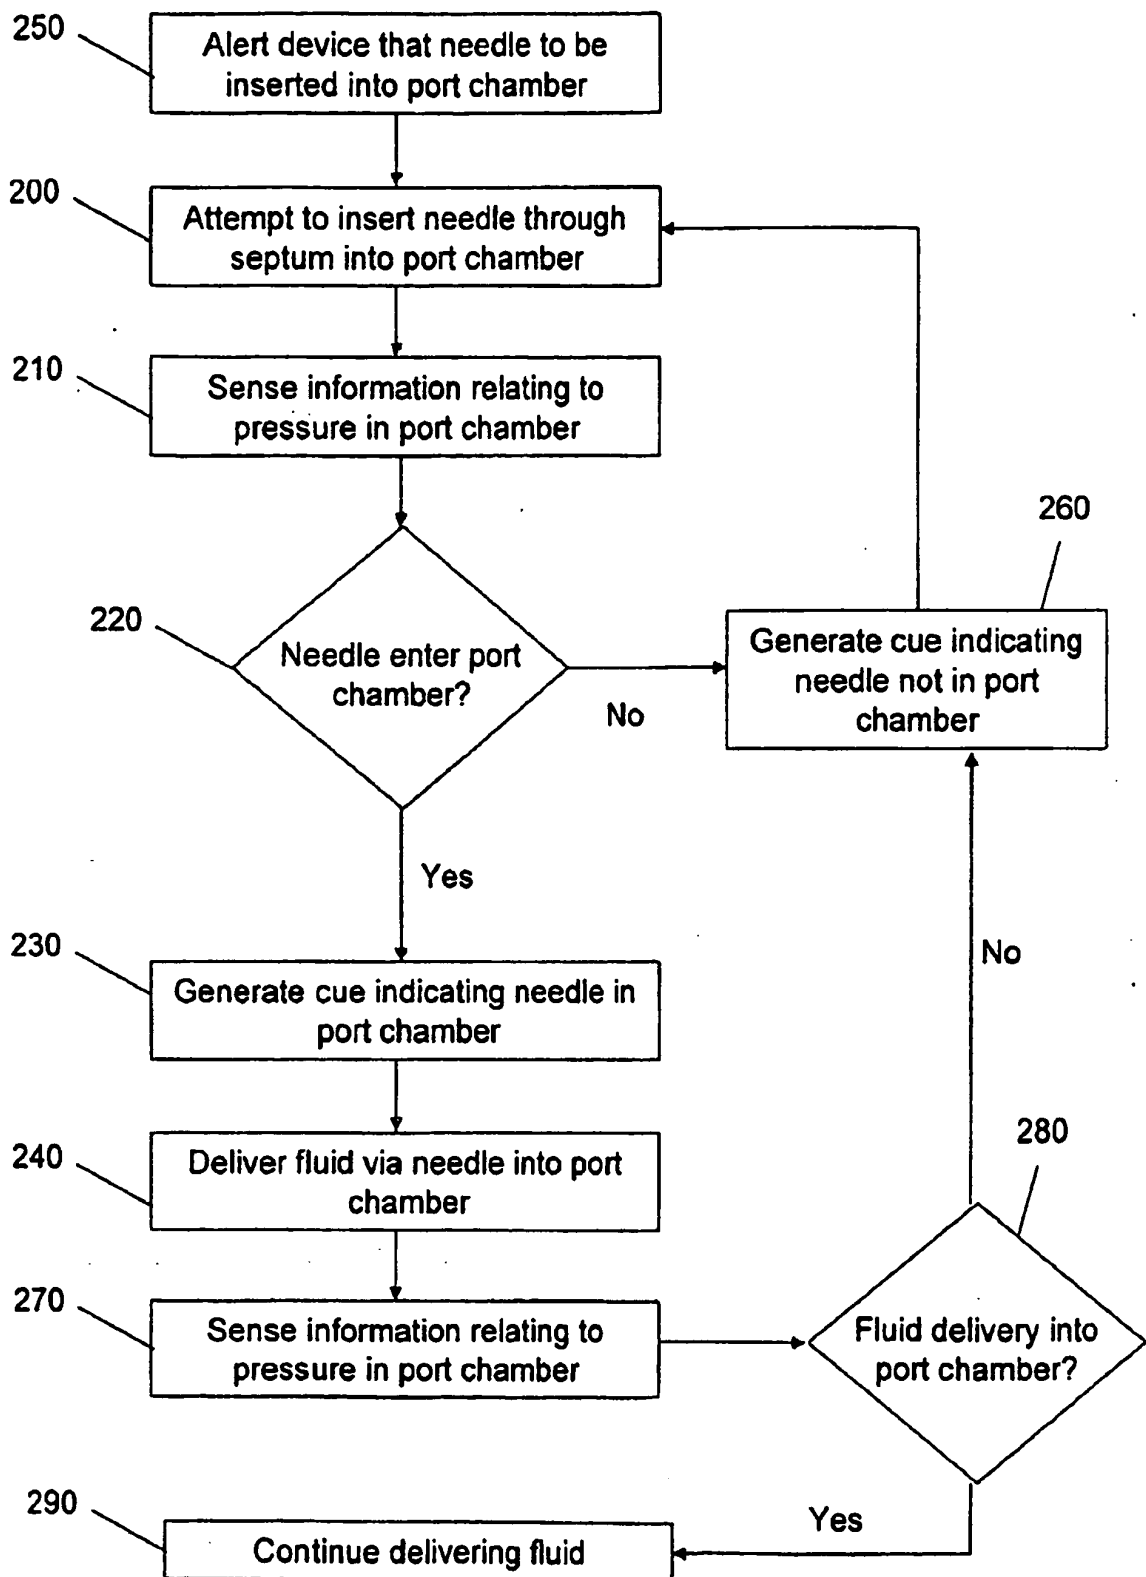 250
Alert device that needle to be
inserted into port chamber
200
Attempt to insert needle through
septum into port chamber
210
Sense information relating to
pressure in port chamber
220
Needle enter port
chamber?
No
260
Generate cue indicating
needle not in port
chamber
Yes
230
Generate cue indicating needle in
port chamber
No
240
Deliver fluid via needle into port
chamber
270
Sense information relating to
pressure in port chamber
280
Fluid delivery into
port chamber?
Yes
290
Continue delivering fluid